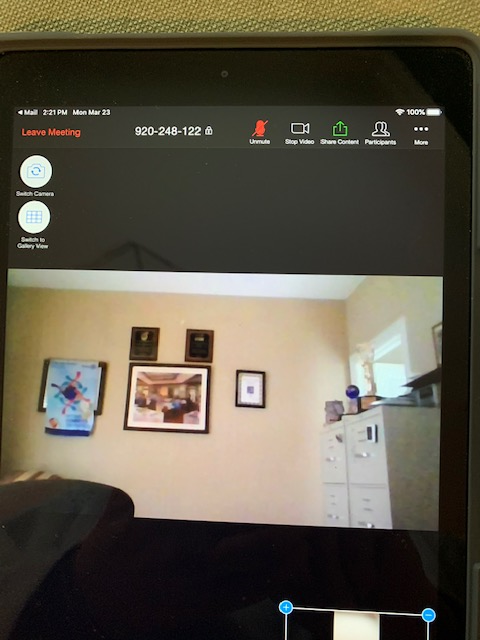 Mail 2:21 PM Mon Mar 23 100%
Leave Meeting 920-248-122
Unmute Stop Video Share Content Participants More
Switch Camera
Switch to
Gallery View